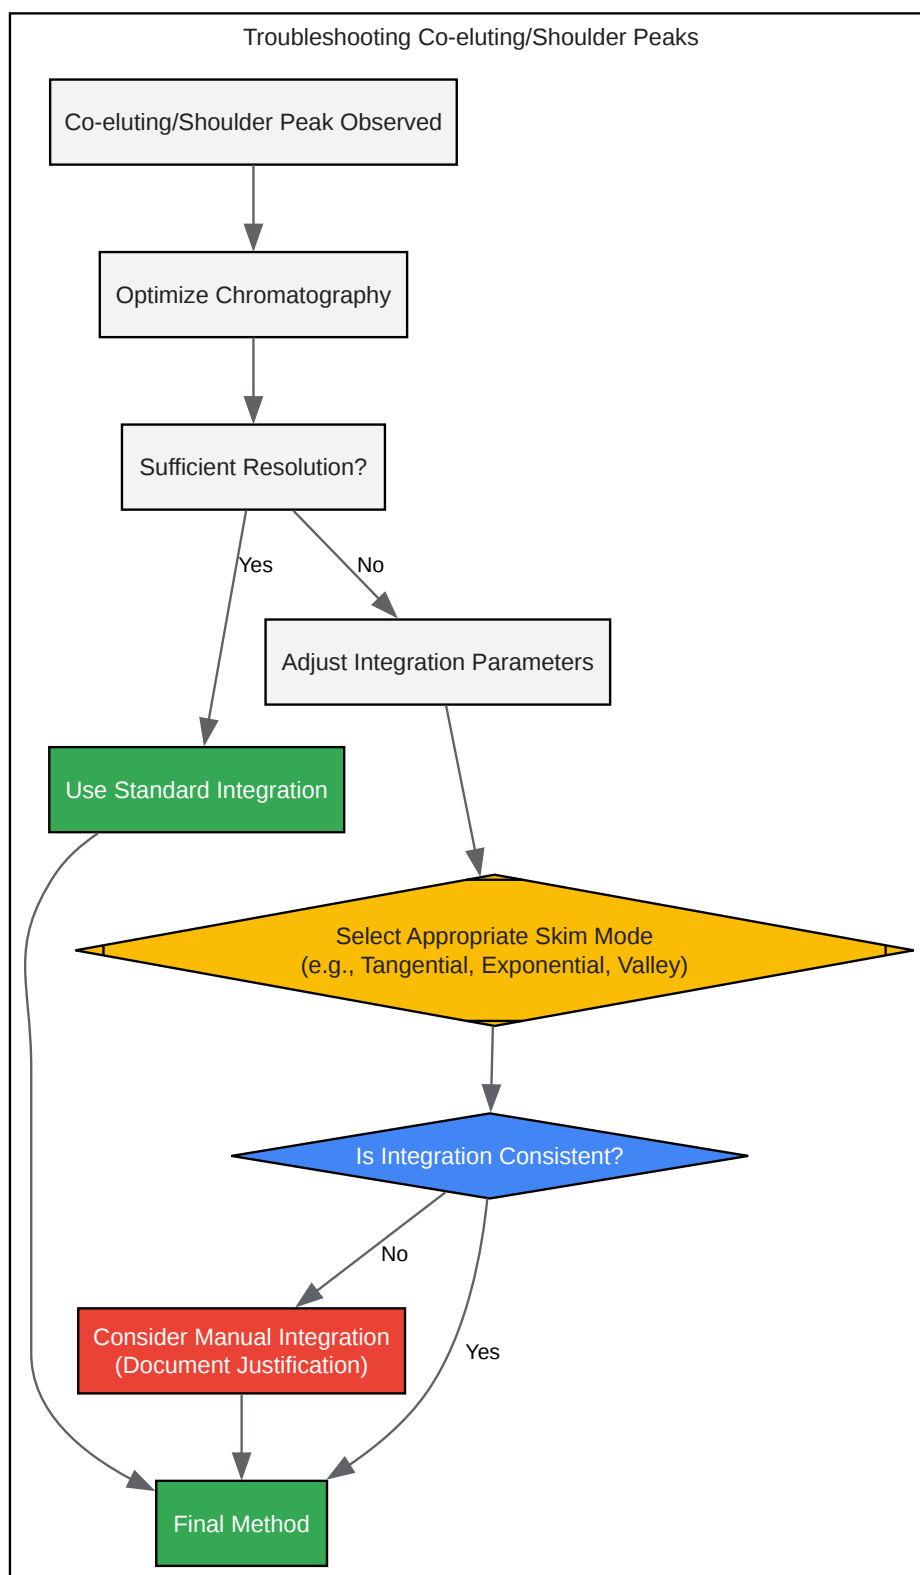 Troubleshooting Co-eluting/Shoulder Peaks
Co-eluting/Shoulder Peak Observed
Optimize Chromatography
Sufficient Resolution?
Yes
No
Adjust Integration Parameters
Use Standard Integration
Select Appropriate Skim Mode
(e.g., Tangential, Exponential, Valley)
Is Integration Consistent?
No
Consider Manual Integration
(Document Justification)
Yes
Final Method